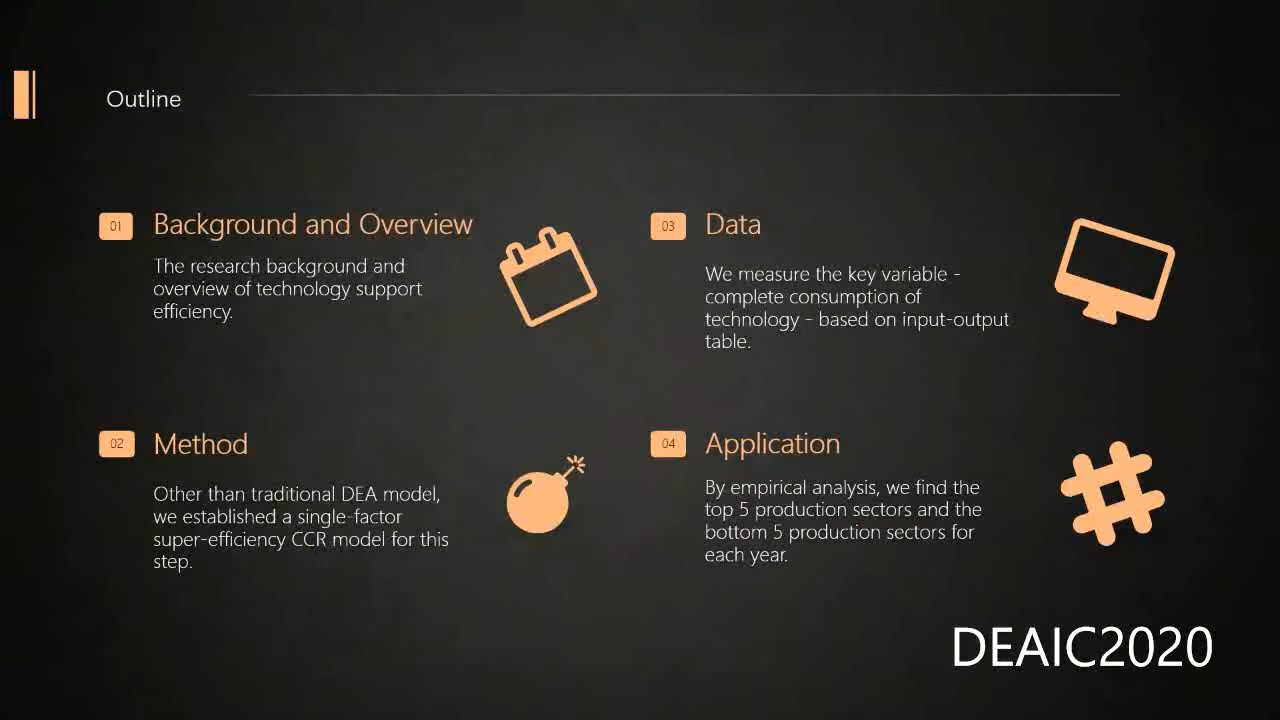 Outline
01
Background and Overview
The research background and
overview of technology support
efficiency.
02
Method
Other than traditional DEA model,
we established a single-factor
super-efficiency CCR model for this
step.
03
Data
We measure the key variable -
complete consumption of
technology - based on input-output
table.
04
Application
By empirical analysis, we find the
top 5 production sectors and the
bottom 5 production sectors for
each year.
DEAIC2020